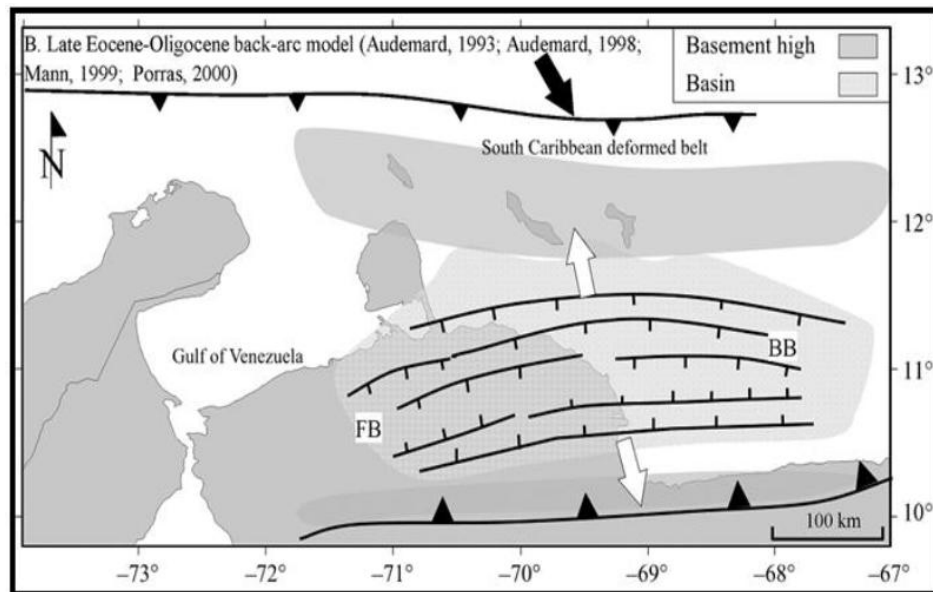 B. Late Eocene-Oligocene back-arc model (Audemard, 1993; Audemard, 1998;
Mann, 1999; Porras, 2000)
Basement high
Basin
N
South Caribbean deformed belt
Gulf of Venezuela
BB
FB
100 km
13°
12°
11°
10°
–73° –72° –71° –70° –69° –68° –67°